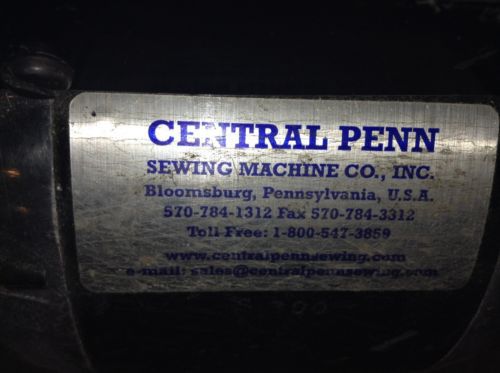 CENTRAL PENN
SEWING MACHINE CO., INC.
Bloomsburg, Pennsylvania, U.S.A.
570-784-1312 Fax 570-784-3312
Toll Free: 1-800-547-3859
www.centralpennsewing.com
e-mail: sales@centralpennsewing.com